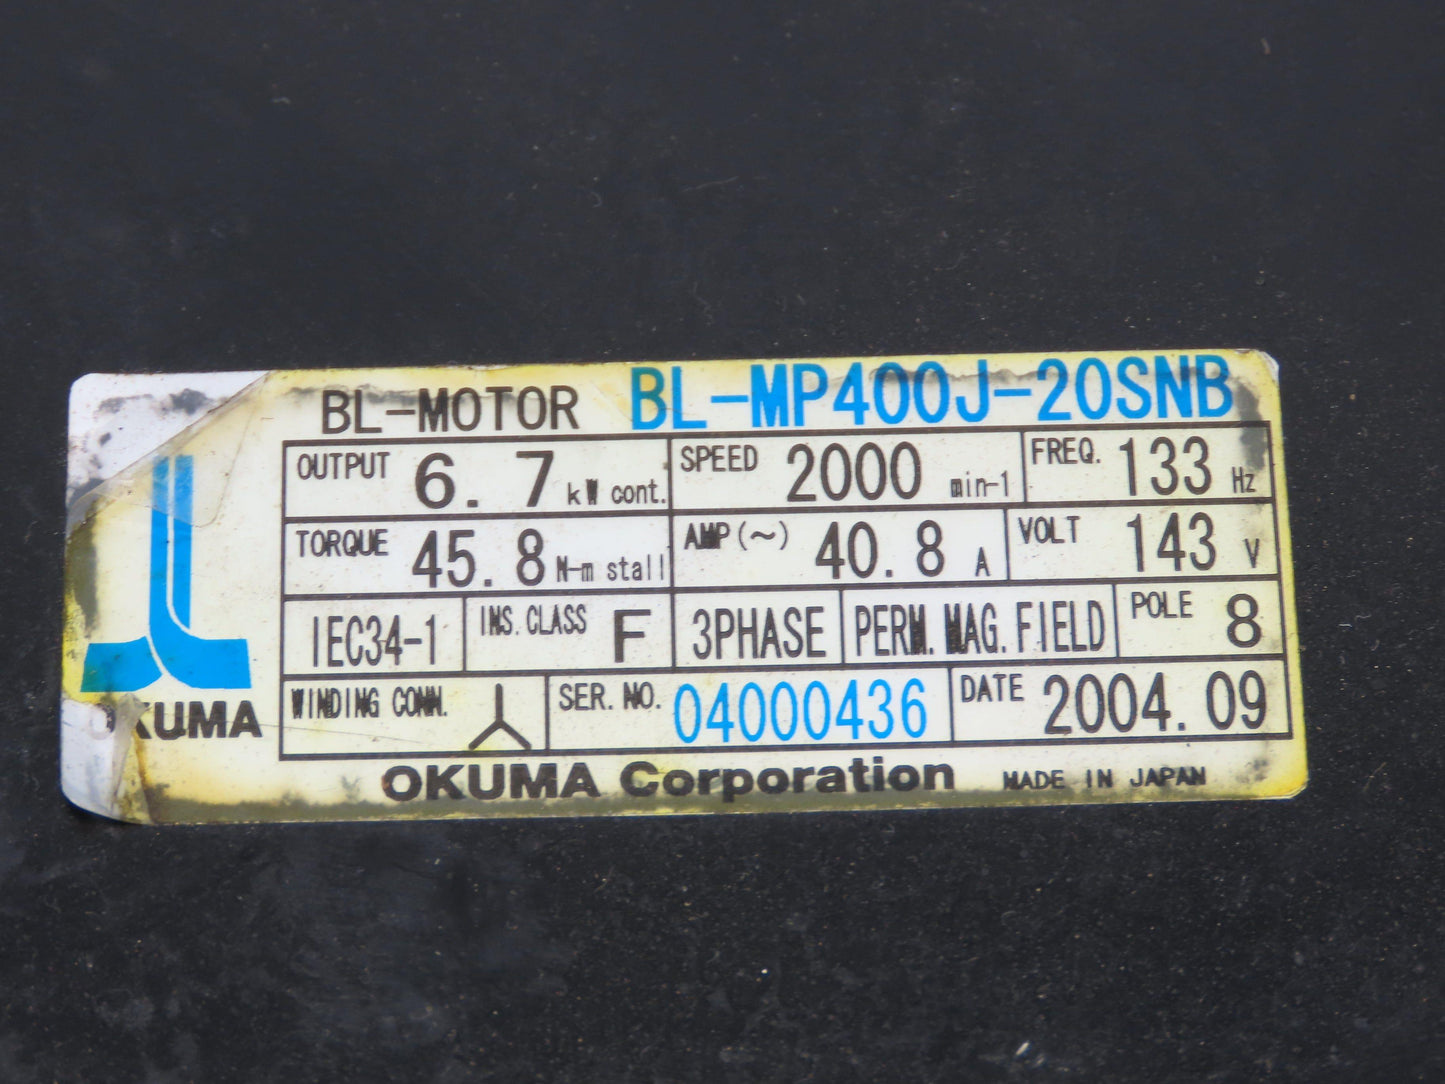 BL-MOTOR BL-MP400J-20SNB
OUTPUT 6.7 kW cont. SPEED 2000 min-1 FREQ. 133 Hz
TORQUE 45.8 N-m stall AMP(~) 40.8 A VOLT 143 V
IEC34-1 INS. CLASS F 3PHASE PERM. MAG. FIELD POLE 8
WINDING CONN. SER. NO. 04000436 DATE 2004.09
OKUMA
OKUMA Corporation MADE IN JAPAN